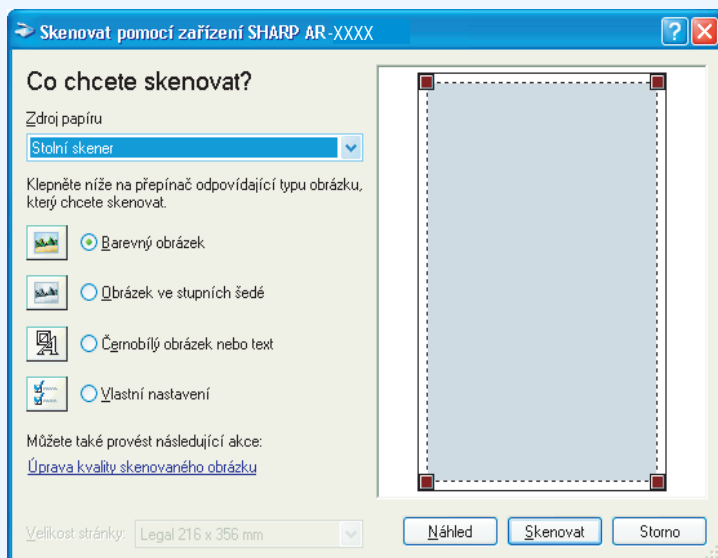 Skenovat pomocí zařízení SHARP AR-XXXX
Co chcete skenovat?
Zdroj papíru
Stolní skener
Klepněte níže na přepínač odpovídající typu obrázku,
který chcete skenovat.
Barevný obrázek
Obrázek ve stupních šedé
Černobílý obrázek nebo text
Vlastní nastavení
Můžete také provést následující akce:
Úprava kvality skenovaného obrázku
Velikost stránky: Legal 216 x 356 mm
Náhled Skenovat Storno